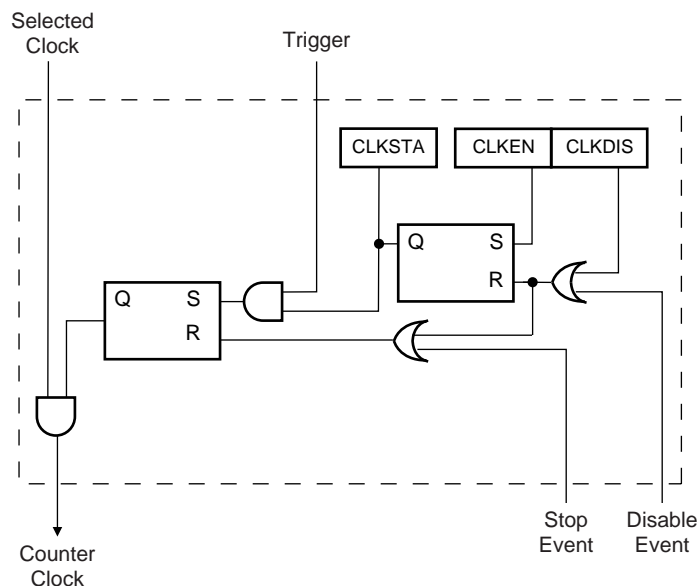 Selected
Clock
Trigger
CLKSTA
CLKEN
CLKDIS
Q
S
R
Q
S
R
Stop
Event
Disable
Event
Counter
Clock